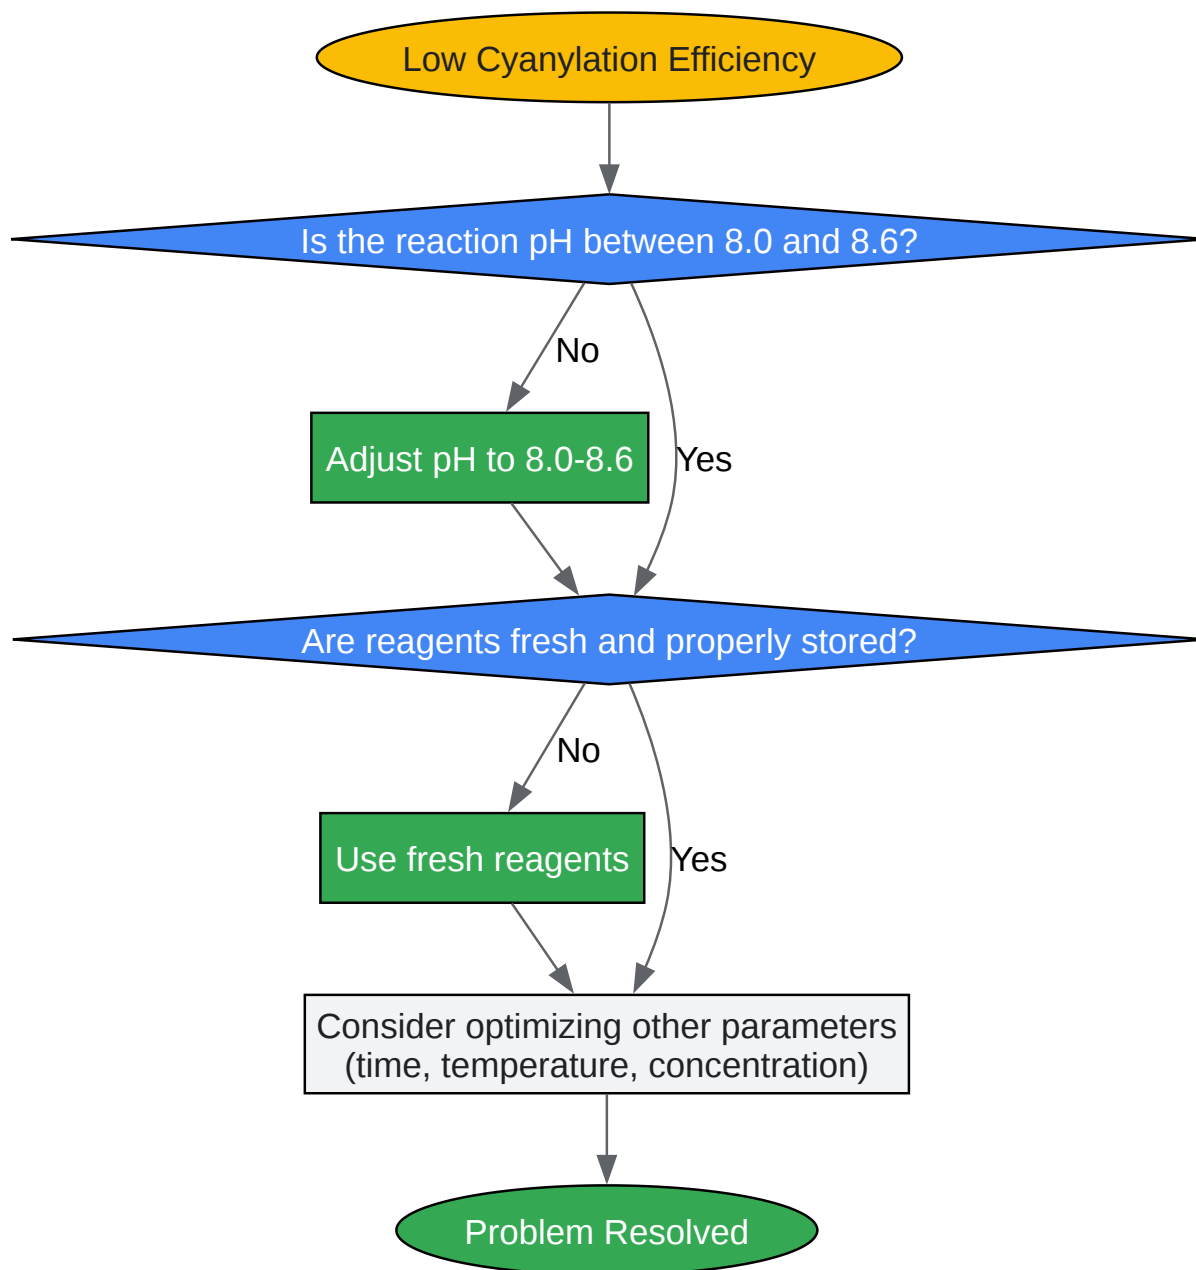 Low Cyanylation Efficiency
Is the reaction pH between 8.0 and 8.6?
No
Adjust pH to 8.0-8.6
Yes
Are reagents fresh and properly stored?
No
Use fresh reagents
Yes
Consider optimizing other parameters
(time, temperature, concentration)
Problem Resolved